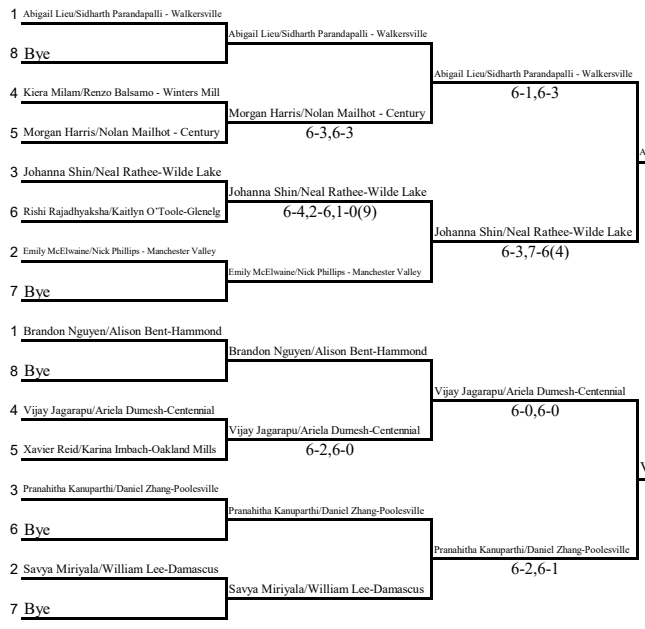 1 Abigail Lieu/Sidharth Parandapalli - Walkersville
Abigail Lieu/Sidharth Parandapalli - Walkersville
8 Bye
Abigail Lieu/Sidharth Parandapalli - Walkersville
6-1,6-3
4 Kiera Milam/Renzo Balsamo - Winters Mill
Morgan Harris/Nolan Mailhot - Century
6-3,6-3
5 Morgan Harris/Nolan Mailhot - Century
A
3 Johanna Shin/Neal Rathee-Wilde Lake
Johanna Shin/Neal Rathee-Wilde Lake
6-4,2-6,1-0(9)
6 Rishi Rajadhyaksha/Kaitlyn O'Toole-Glenelg
Johanna Shin/Neal Rathee-Wilde Lake
6-3,7-6(4)
2 Emily McElwaine/Nick Phillips - Manchester Valley
Emily McElwaine/Nick Phillips - Manchester Valley
7 Bye
1 Brandon Nguyen/Alison Bent-Hammond
Brandon Nguyen/Alison Bent-Hammond
8 Bye
Vijay Jagarapu/Ariela Dumesh-Centennial
6-0,6-0
4 Vijay Jagarapu/Ariela Dumesh-Centennial
Vijay Jagarapu/Ariela Dumesh-Centennial
6-2,6-0
5 Xavier Reid/Karina Imbach-Oakland Mills
V
3 Pranahitha Kanuparthi/Daniel Zhang-Poolesville
Pranahitha Kanuparthi/Daniel Zhang-Poolesville
6 Bye
Pranahitha Kanuparthi/Daniel Zhang-Poolesville
6-2,6-1
2 Savya Miriyala/William Lee-Damascus
Savya Miriyala/William Lee-Damascus
7 Bye